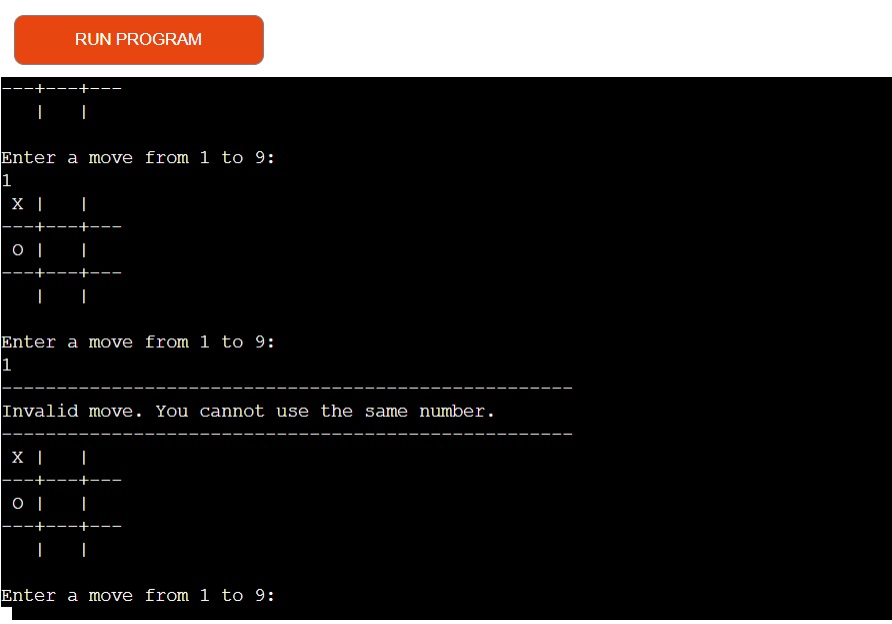 RUN PROGRAM
---+---+---
   |   |

Enter a move from 1 to 9:
1
 X |   |
---+---+---
 O |   |
---+---+---
   |   |

Enter a move from 1 to 9:
1
----------------------------------------------------
Invalid move. You cannot use the same number.
----------------------------------------------------
 X |   |
---+---+---
 O |   |
---+---+---
   |   |

Enter a move from 1 to 9: